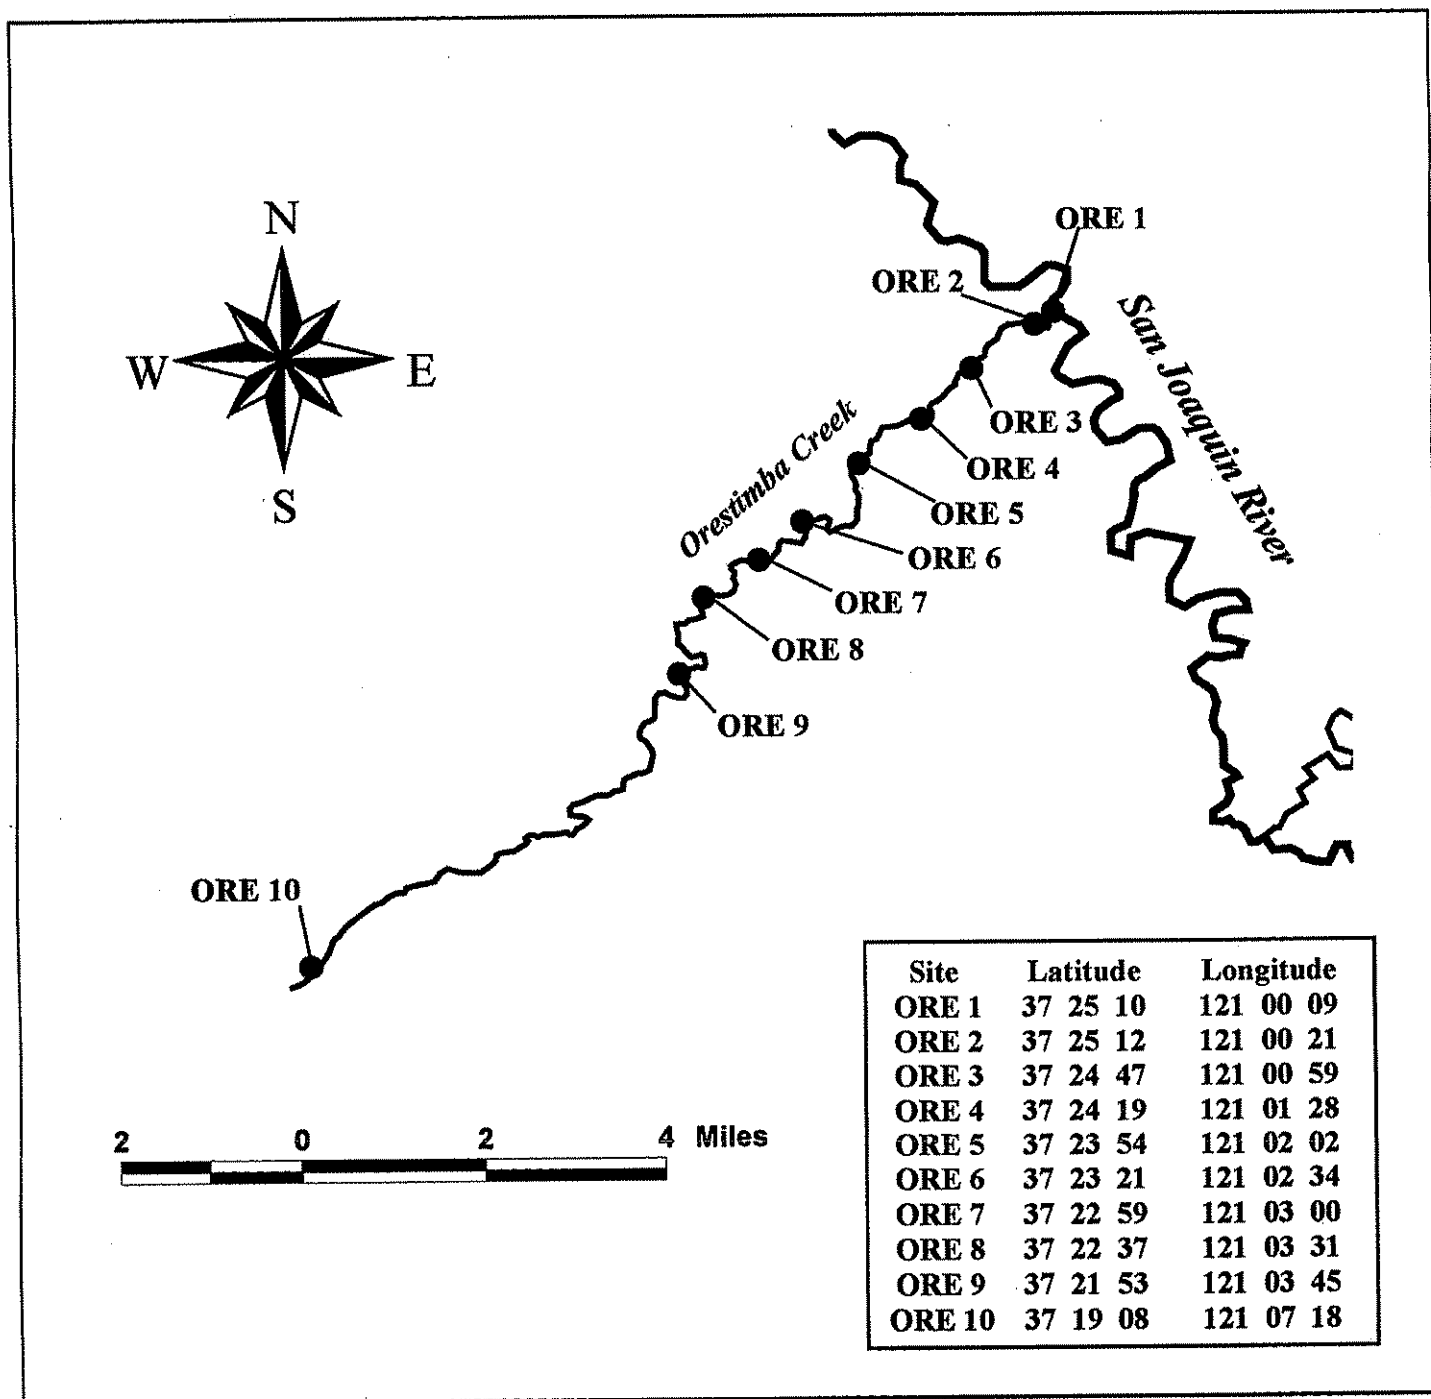 N
W E
S
ORE 1
ORE 2
San Joaquin River
ORE 3
Orestimba Creek
ORE 4
ORE 5
ORE 6
ORE 7
ORE 8
ORE 9
ORE 10
2 0 2 4 Miles
Site Latitude Longitude
ORE 1 37 25 10 121 00 09
ORE 2 37 25 12 121 00 21
ORE 3 37 24 47 121 00 59
ORE 4 37 24 19 121 01 28
ORE 5 37 23 54 121 02 02
ORE 6 37 23 21 121 02 34
ORE 7 37 22 59 121 03 00
ORE 8 37 22 37 121 03 31
ORE 9 37 21 53 121 03 45
ORE 10 37 19 08 121 07 18